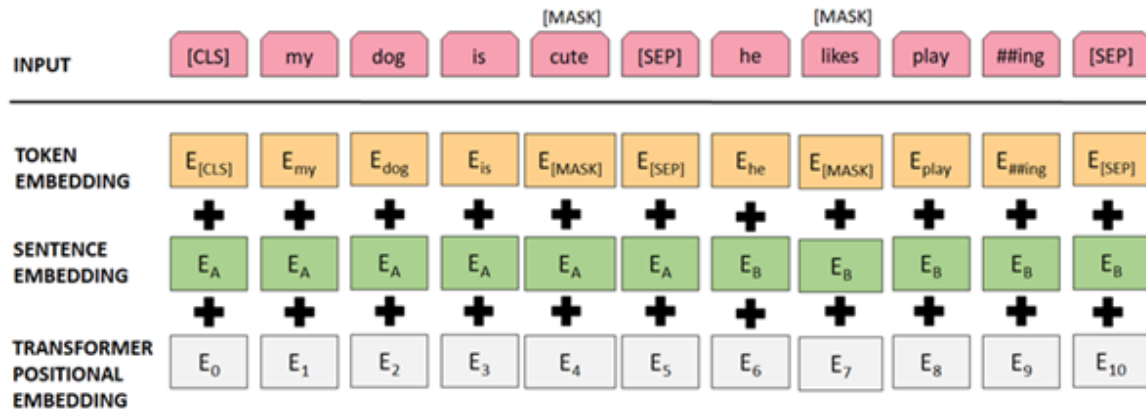 [MASK] [MASK]
INPUT [CLS] my dog is cute [SEP] he likes play ##ing [SEP]
TOKEN
EMBEDDING
E[CLS] Emy Edog Eis E[MASK] E[SEP] Ehe E[MASK] Eplay E##ing E[SEP]
SENTENCE
EMBEDDING
EA EA EA EA EA EA EB EB EB EB EB
TRANSFORMER
POSITIONAL
EMBEDDING
E0 E1 E2 E3 E4 E5 E6 E7 E8 E9 E10